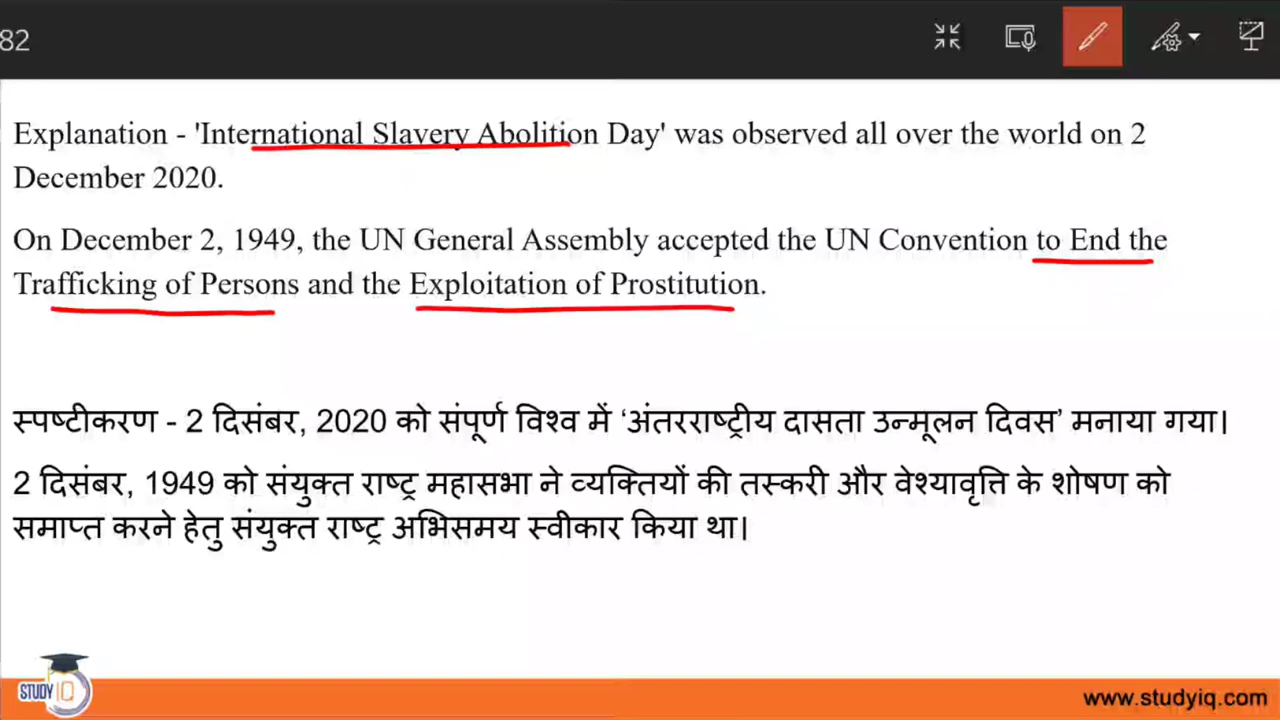 82
Explanation - 'International Slavery Abolition Day' was observed all over the world on 2
December 2020.
On December 2, 1949, the UN General Assembly accepted the UN Convention to End the
Trafficking of Persons and the Exploitation of Prostitution.
स्पष्टीकरण - 2 दिसंबर, 2020 को संपूर्ण विश्व में ‘अंतरराष्ट्रीय दासता उन्मूलन दिवस’ मनाया गया।
2 दिसंबर, 1949 को संयुक्त राष्ट्र महासभा ने व्यक्तियों की तस्करी और वेश्यावृत्ति के शोषण को
समाप्त करने हेतु संयुक्त राष्ट्र अभिसमय स्वीकार किया था।
STUDY IQ
www.studyiq.com